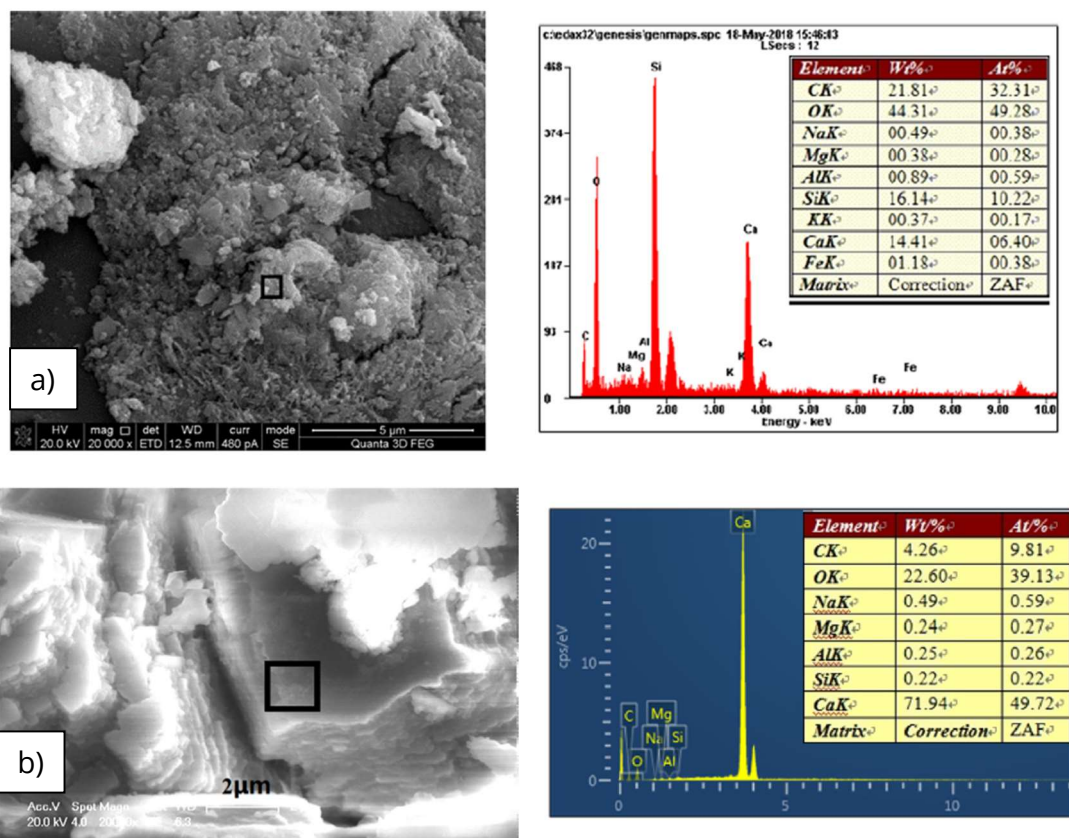 c:\edax32\genesis\genmaps.spc 18-May-2018 15:46:03
LSecs : 12
468
374
281
187
93
0
C
O
Na
Mg
Al
Si
K
K
Ca
Ca
Fe
Fe
1.00 2.00 3.00 4.00 5.00 6.00 7.00 8.00 9.00 10.0
Energy - keV
Element Wt% At%
CK 21.81 32.31
OK 44.31 49.28
NaK 00.49 00.38
MgK 00.38 00.28
AlK 00.89 00.59
SiK 16.14 10.22
KK 00.37 00.17
CaK 14.41 06.40
FeK 01.18 00.38
Matrix Correction ZAF
a)
HV mag det WD curr mode 5 µm
20.0 kV 20 000 x ETD 12.5 mm 480 pA SE Quanta 3D FEG
b)
2µm
Acc.V Spot Magn WD
20.0 kV 4.0
20
10
0
cps/eV
Ca
C
O
Na
Mg
Al
Si
0 5 10
Element Wt/% At/%
CK 4.26 9.81
OK 22.60 39.13
NaK 0.49 0.59
MgK 0.24 0.27
AlK 0.25 0.26
SiK 0.22 0.22
CaK 71.94 49.72
Matrix Correction ZAF